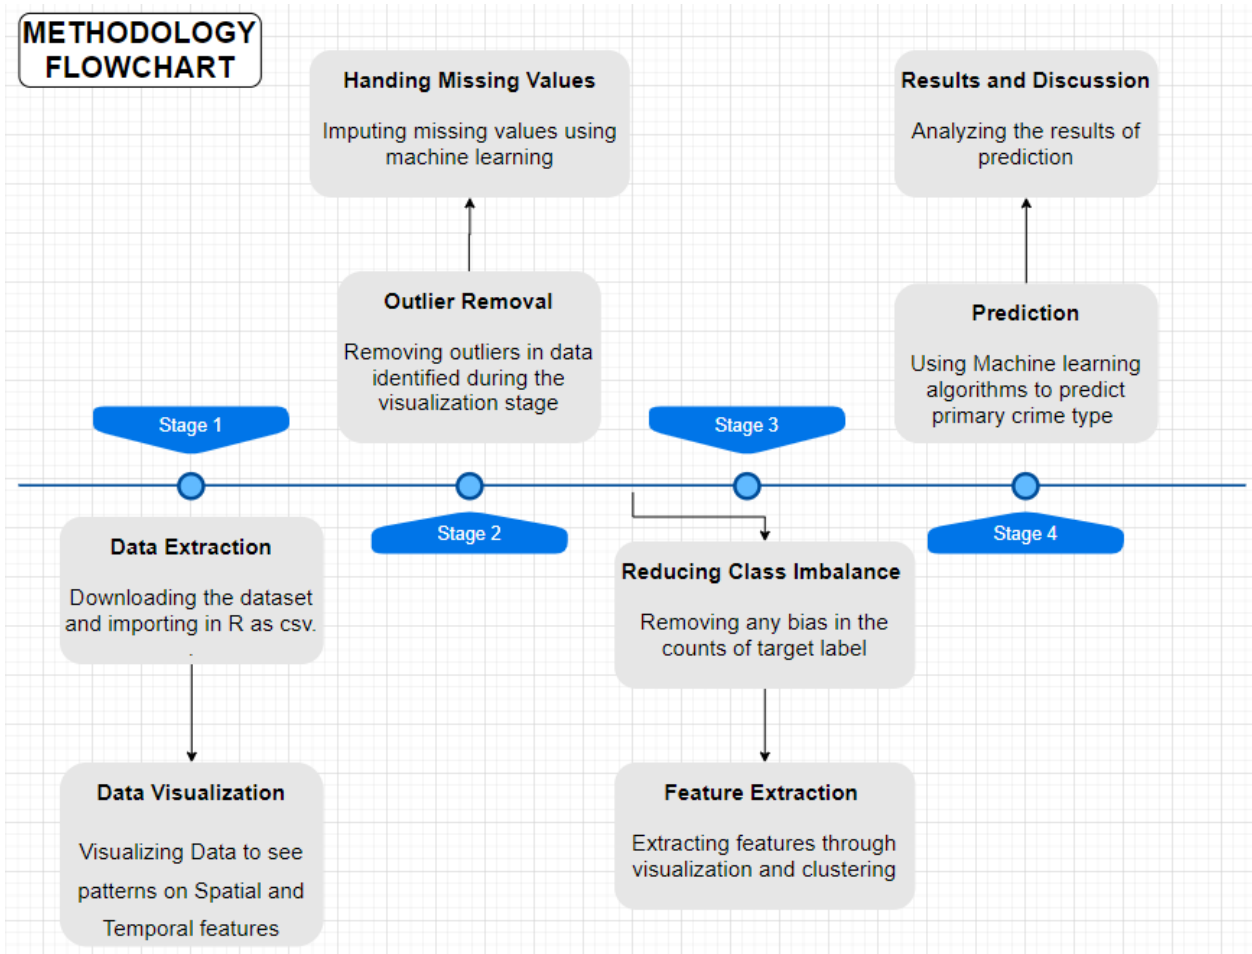 METHODOLOGY
FLOWCHART
Handing Missing Values
Imputing missing values using
machine learning
Results and Discussion
Analyzing the results of
prediction
Outlier Removal
Removing outliers in data
identified during the
visualization stage
Prediction
Using Machine learning
algorithms to predict
primary crime type
Stage 1
Stage 3
Stage 2
Stage 4
Data Extraction
Downloading the dataset
and importing in R as csv.
.
Reducing Class Imbalance
Removing any bias in the
counts of target label
Data Visualization
Visualizing Data to see
patterns on Spatial and
Temporal features
Feature Extraction
Extracting features through
visualization and clustering